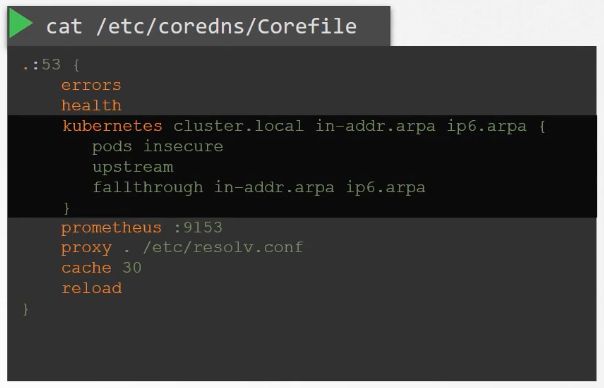 cat /etc/coredns/Corefile
.:53 {
    errors
    health
    kubernetes cluster.local in-addr.arpa ip6.arpa {
       pods insecure
       upstream
       fallthrough in-addr.arpa ip6.arpa
    }
    prometheus :9153
    proxy . /etc/resolv.conf
    cache 30
    reload
}